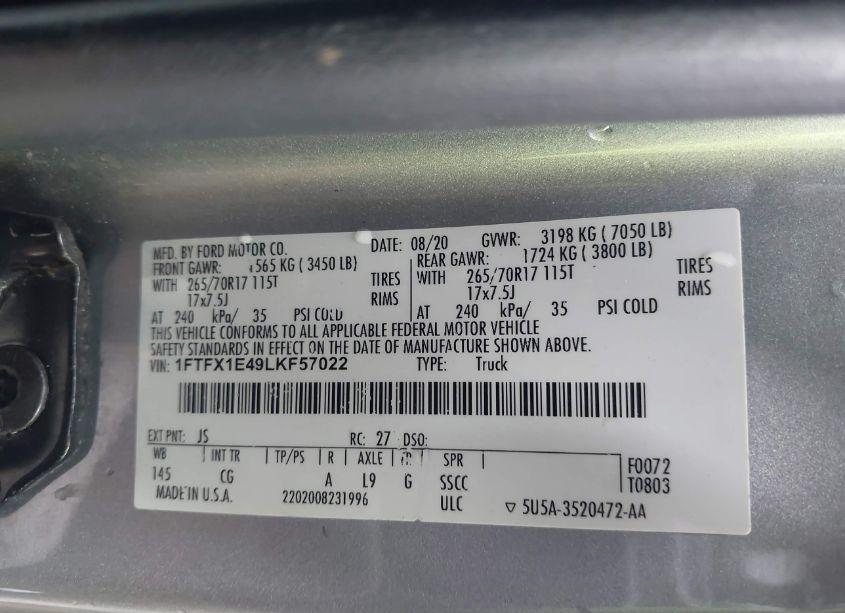 MFD. BY FORD MOTOR CO. DATE: 08/20 GVWR: 3198 KG ( 7050 LB)
FRONT GAWR: 1565 KG ( 3450 LB) REAR GAWR: 1724 KG ( 3800 LB)
WITH 265/70R17 115T TIRES WITH 265/70R17 115T TIRES
17x7.5J RIMS 17x7.5J RIMS
AT 240 kPa/ 35 PSI COLD AT 240 kPa/ 35 PSI COLD
THIS VEHICLE CONFORMS TO ALL APPLICABLE FEDERAL MOTOR VEHICLE
SAFETY STANDARDS IN EFFECT ON THE DATE OF MANUFACTURE SHOWN ABOVE.
VIN: 1FTFX1E49LKF57022 TYPE: Truck
EXT PNT: JS RC: 27 DSO:
WB INT TR TP/PS R AXLE TR SPR F0072
145 CG A L9 G SSCC T0803
MADE IN U.S.A. 2202008231996 ULC ▽ 5U5A-3520472-AA